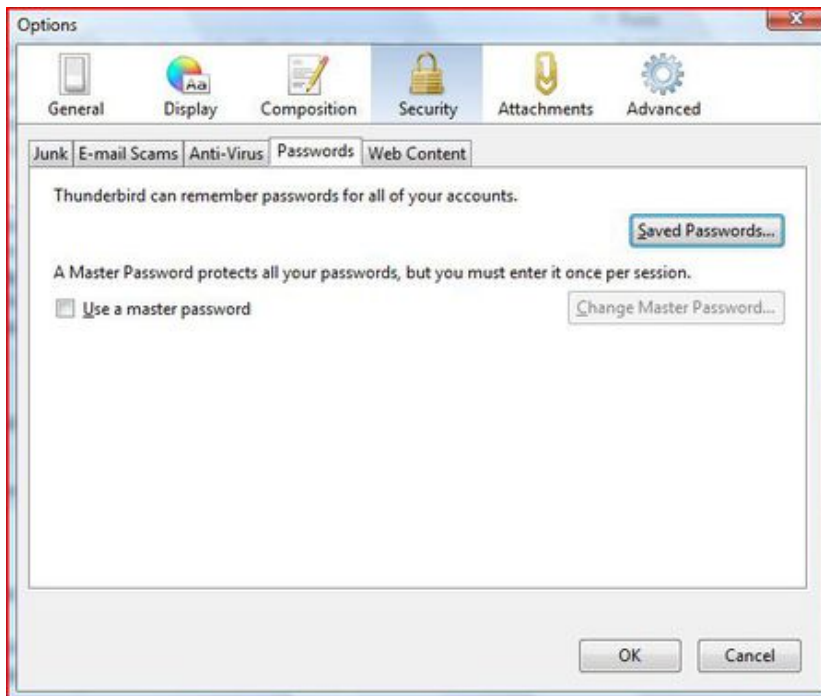 Options
General Display Composition Security Attachments Advanced
Aa
Junk E-mail Scams Anti-Virus Passwords Web Content
Thunderbird can remember passwords for all of your accounts.
Saved Passwords...
A Master Password protects all your passwords, but you must enter it once per session.
Use a master password Change Master Password...
OK Cancel